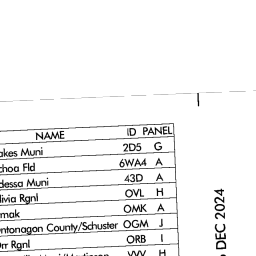 NAME ID PANEL
akes Muni 2D5 G
choa Fld 6WA4 A
dessa Muni 43D A
livia Rgnl OVL H
mak OMK A
ntonagon County/Schuster OGM J
rr Rgnl ORB I
VVV H
DEC 2024